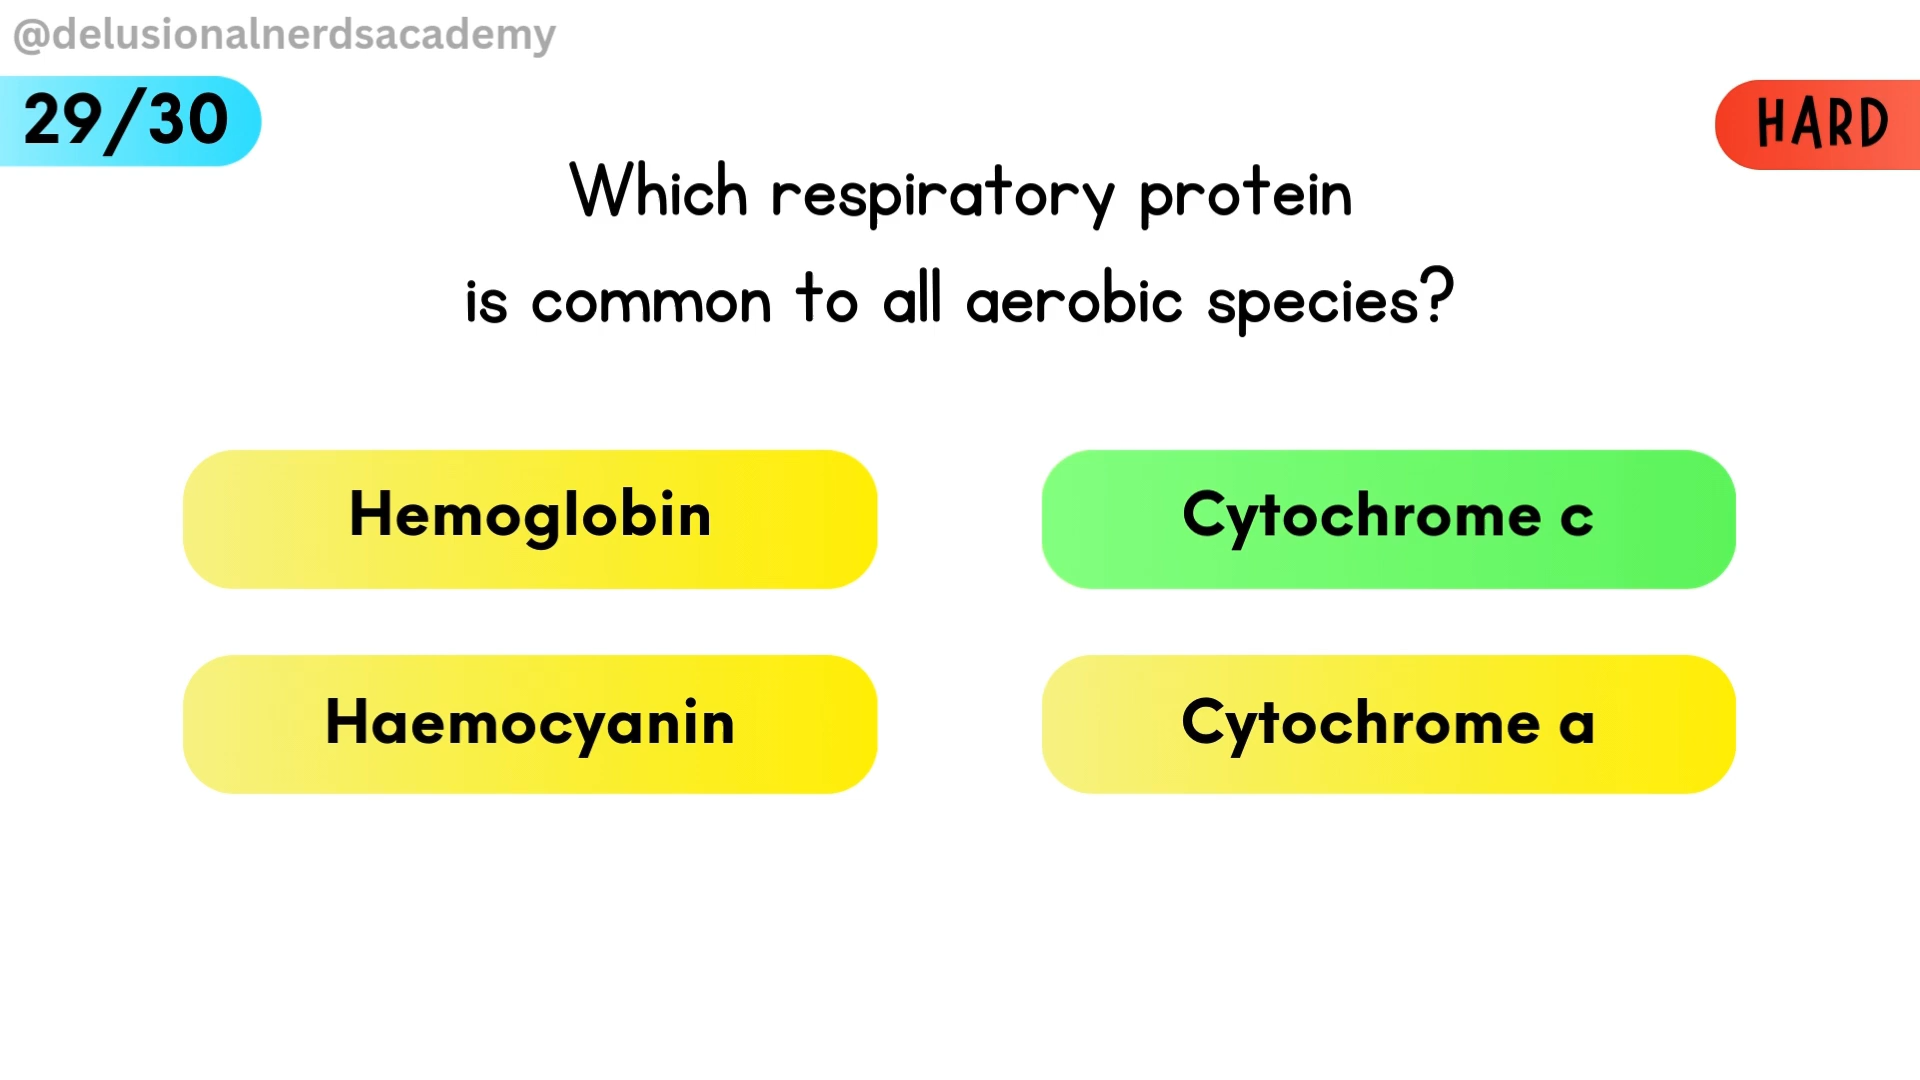 @delusionalnerdsacademy
29/30
HARD
Which respiratory protein
is common to all aerobic species?
Hemoglobin
Cytochrome c
Haemocyanin
Cytochrome a